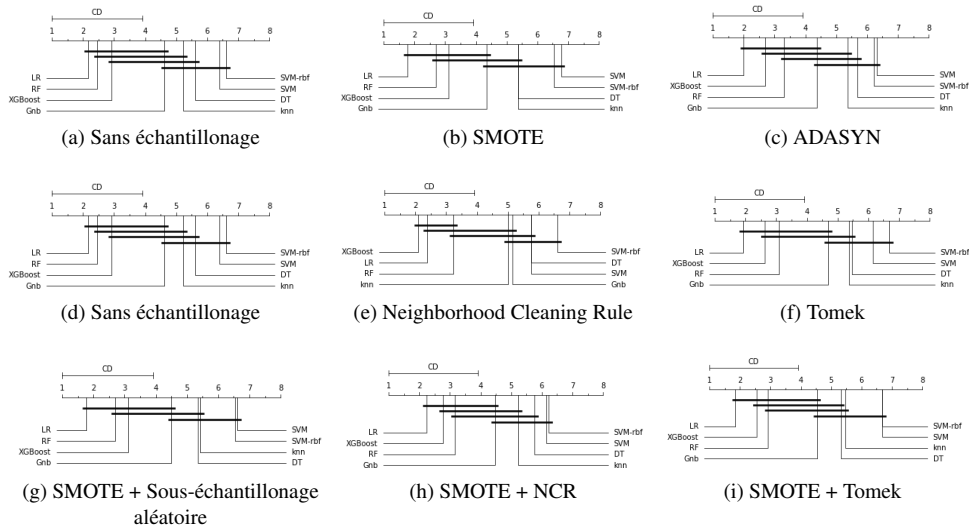 CD
1 2 3 4 5 6 7 8
LR SVM-rbf
RF SVM
XGBoost DT
Gnb knn
(a) Sans échantillonage
CD
1 2 3 4 5 6 7 8
LR SVM
RF SVM-rbf
XGBoost DT
Gnb knn
(b) SMOTE
CD
1 2 3 4 5 6 7 8
LR SVM
XGBoost SVM-rbf
RF DT
Gnb knn
(c) ADASYN
CD
1 2 3 4 5 6 7 8
LR SVM-rbf
RF SVM
XGBoost DT
Gnb knn
(d) Sans échantillonage
CD
1 2 3 4 5 6 7 8
XGBoost SVM-rbf
LR DT
RF SVM
knn Gnb
(e) Neighborhood Cleaning Rule
CD
1 2 3 4 5 6 7 8
LR SVM-rbf
XGBoost SVM
RF DT
Gnb knn
(f) Tomek
CD
1 2 3 4 5 6 7 8
LR SVM
RF SVM-rbf
XGBoost knn
Gnb DT
(g) SMOTE + Sous-échantillonage
aléatoire
CD
1 2 3 4 5 6 7 8
LR SVM-rbf
XGBoost SVM
RF DT
Gnb knn
(h) SMOTE + NCR
CD
1 2 3 4 5 6 7 8
LR SVM-rbf
XGBoost SVM
RF knn
Gnb DT
(i) SMOTE + Tomek